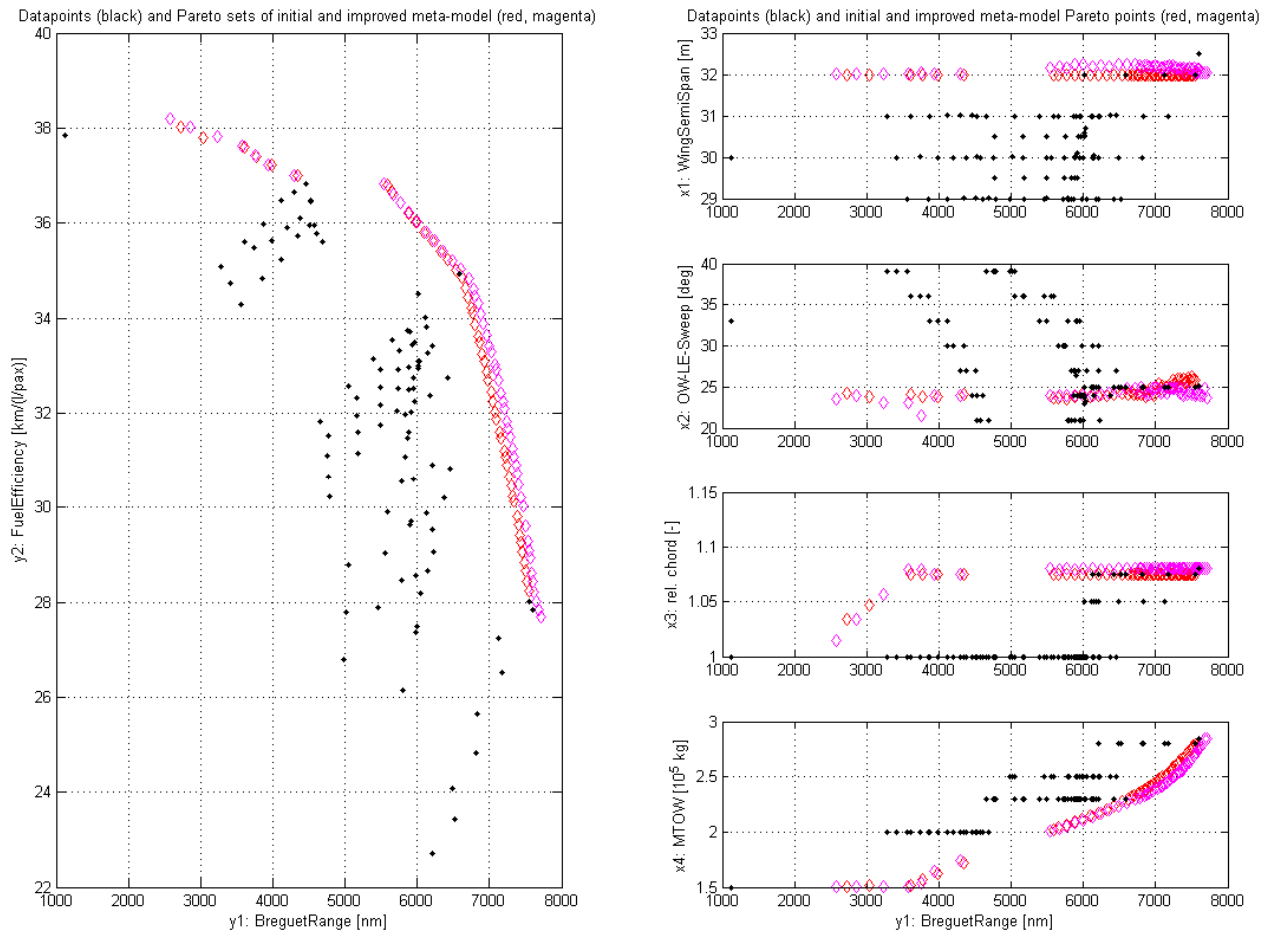 Datapoints (black) and Pareto sets of initial and improved meta-model (red, magenta)
40
38
36
34
32
30
28
26
24
22
y2: FuelEfficiency [km/(l/pax)]
1000 2000 3000 4000 5000 6000 7000 8000
y1: BreguetRange [nm]
Datapoints (black) and initial and improved meta-model Pareto points (red, magenta)
33
32
31
30
29
x1: WingSemiSpan [m]
1000 2000 3000 4000 5000 6000 7000 8000
40
35
30
25
20
x2: OW-LE-Sweep [deg]
1000 2000 3000 4000 5000 6000 7000 8000
1.15
1.1
1.05
1
x3: rel. chord [-]
1000 2000 3000 4000 5000 6000 7000 8000
3
2.5
2
1.5
x4: MTOW [10^5 kg]
1000 2000 3000 4000 5000 6000 7000 8000
y1: BreguetRange [nm]